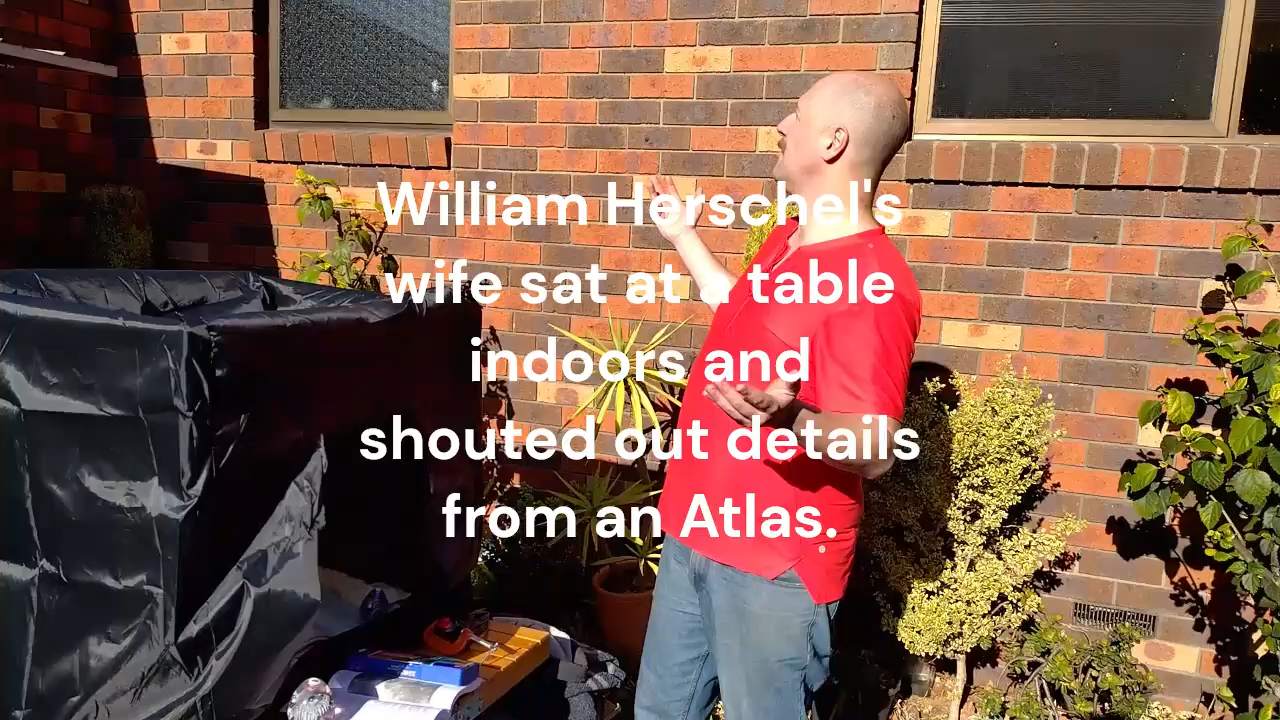 William Herschel's
wife sat at a table
indoors and
shouted out details
from an Atlas.